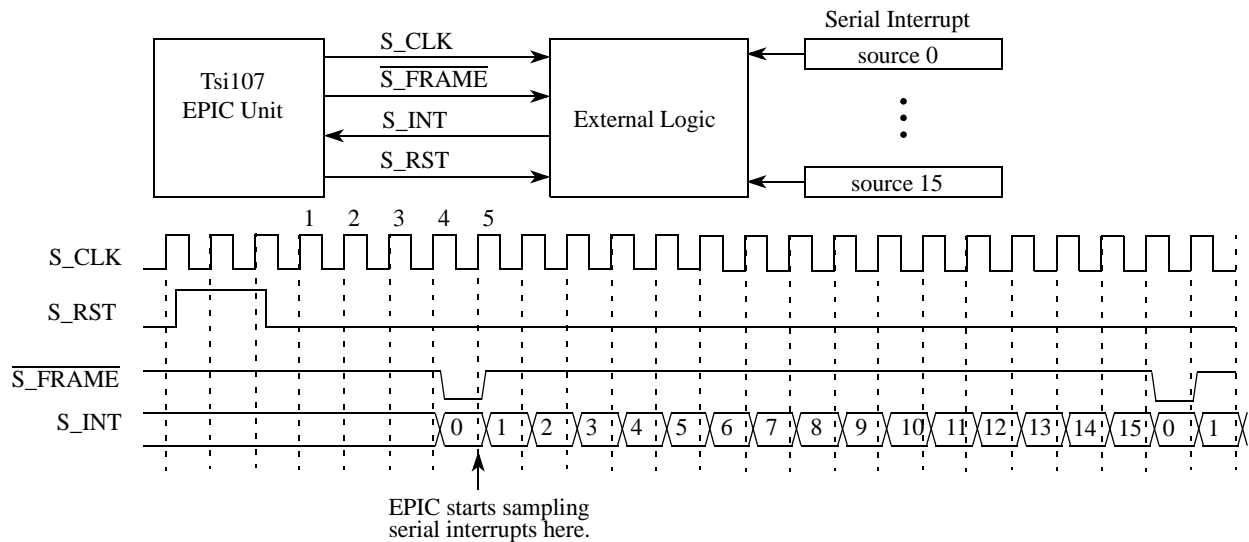 Serial Interrupt
S_CLK
source 0
Tsi107
EPIC Unit
S_FRAME
S_INT
External Logic
S_RST
source 15
1 2 3 4 5
S_CLK
S_RST
S_FRAME
S_INT
0 1 2 3 4 5 6 7 8 9 10 11 12 13 14 15 0 1
EPIC starts sampling
serial interrupts here.